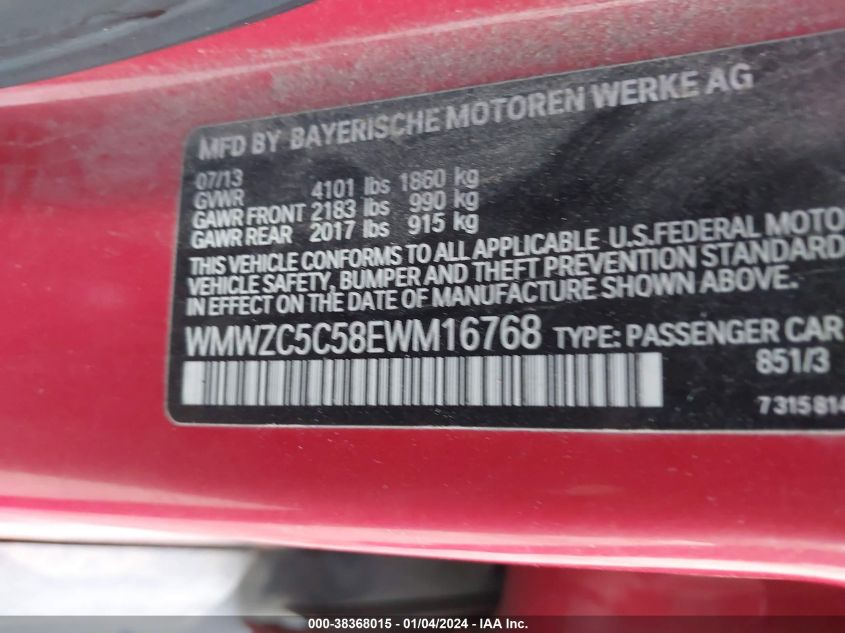 MFD BY BAYERISCHE MOTOREN WERKE AG
07/13
GVWR 4101 lbs 1860 kg
GAWR FRONT 2183 lbs 990 kg
GAWR REAR 2017 lbs 915 kg
THIS VEHICLE CONFORMS TO ALL APPLICABLE U.S.FEDERAL MOTO
VEHICLE SAFETY, BUMPER AND THEFT PREVENTION STANDARD
IN EFFECT ON THE DATE OF MANUFACTURE SHOWN ABOVE.
WMWZC5C58EWM16768 TYPE: PASSENGER CAR
851/3
7315814
000-38368015 - 01/04/2024 - IAA Inc.